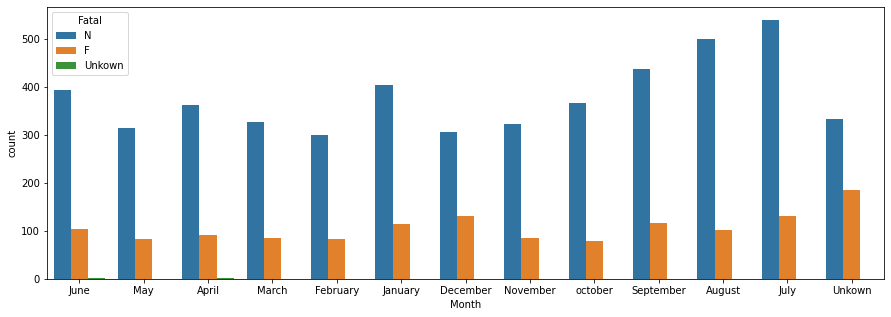 Fatal
N
F
Unkown
500
400
300
200
100
0
count
June May April March February January December November october September August July Unkown
Month